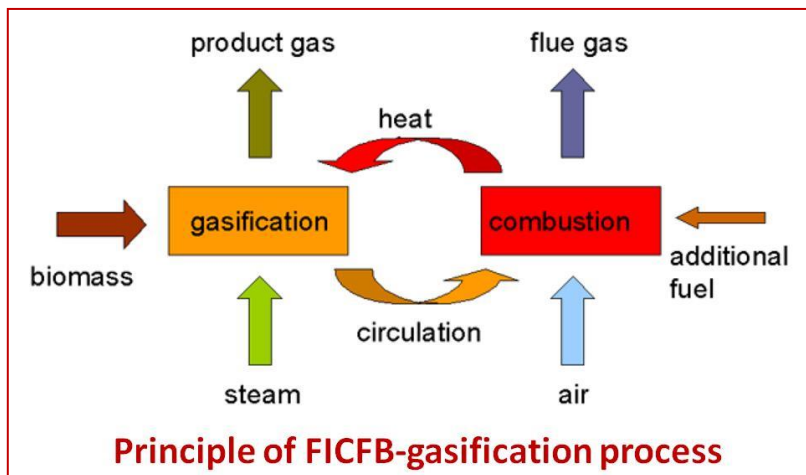 product gas
flue gas
heat
gasification
combustion
biomass
additional
fuel
circulation
steam
air
Principle of FICFB-gasification process